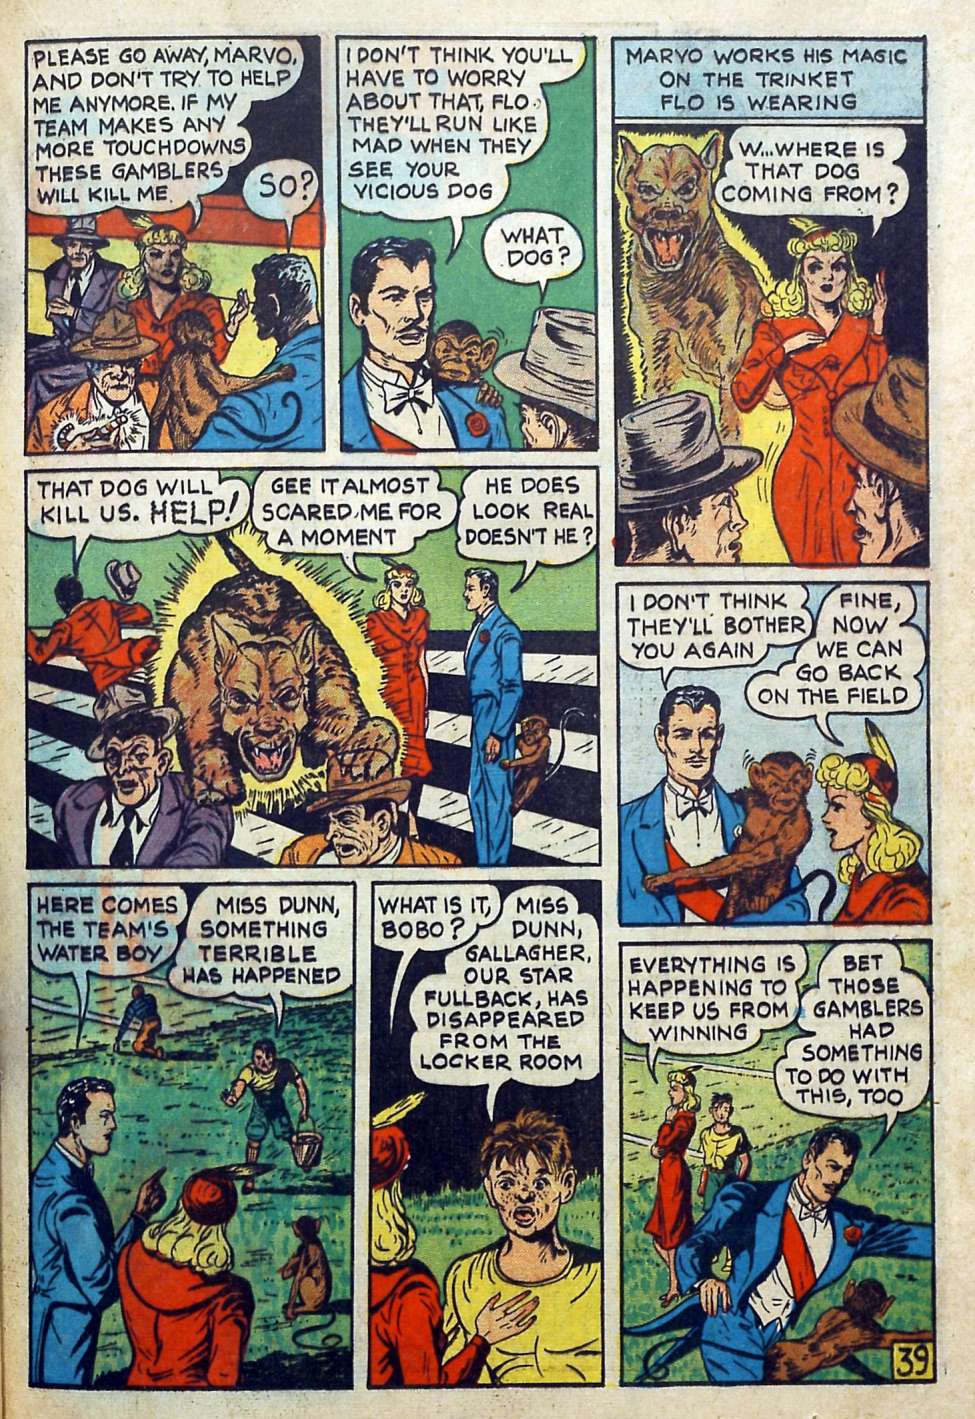 PLEASE GO AWAY, MARVO,
AND DON'T TRY TO HELP
ME ANYMORE. IF MY
TEAM MAKES ANY
MORE TOUCHDOWNS
THESE GAMBLERS
WILL KILL ME.
SO?
I DON'T THINK YOU'LL
HAVE TO WORRY
ABOUT THAT, FLO.
THEY'LL RUN LIKE
MAD WHEN THEY
SEE YOUR
VICIOUS DOG
WHAT
DOG?
MARVO WORKS HIS MAGIC
ON THE TRINKET
FLO IS WEARING
W...WHERE IS
THAT DOG
COMING FROM?
THAT DOG WILL
KILL US. HELP!
GEE IT ALMOST
SCARED ME FOR
A MOMENT
HE DOES
LOOK REAL
DOESN'T HE?
I DON'T THINK
THEY'LL BOTHER
YOU AGAIN
FINE,
NOW
WE CAN
GO BACK
ON THE FIELD
HERE COMES
THE TEAM'S
WATER BOY
MISS DUNN,
SOMETHING
TERRIBLE
HAS HAPPENED
WHAT IS IT,
BOBO?
MISS
DUNN,
GALLAGHER,
OUR STAR
FULLBACK, HAS
DISAPPEARED
FROM THE
LOCKER ROOM
EVERYTHING IS
HAPPENING TO
KEEP US FROM
WINNING
BET
THOSE
GAMBLERS
HAD
SOMETHING
TO DO WITH
THIS, TOO
39